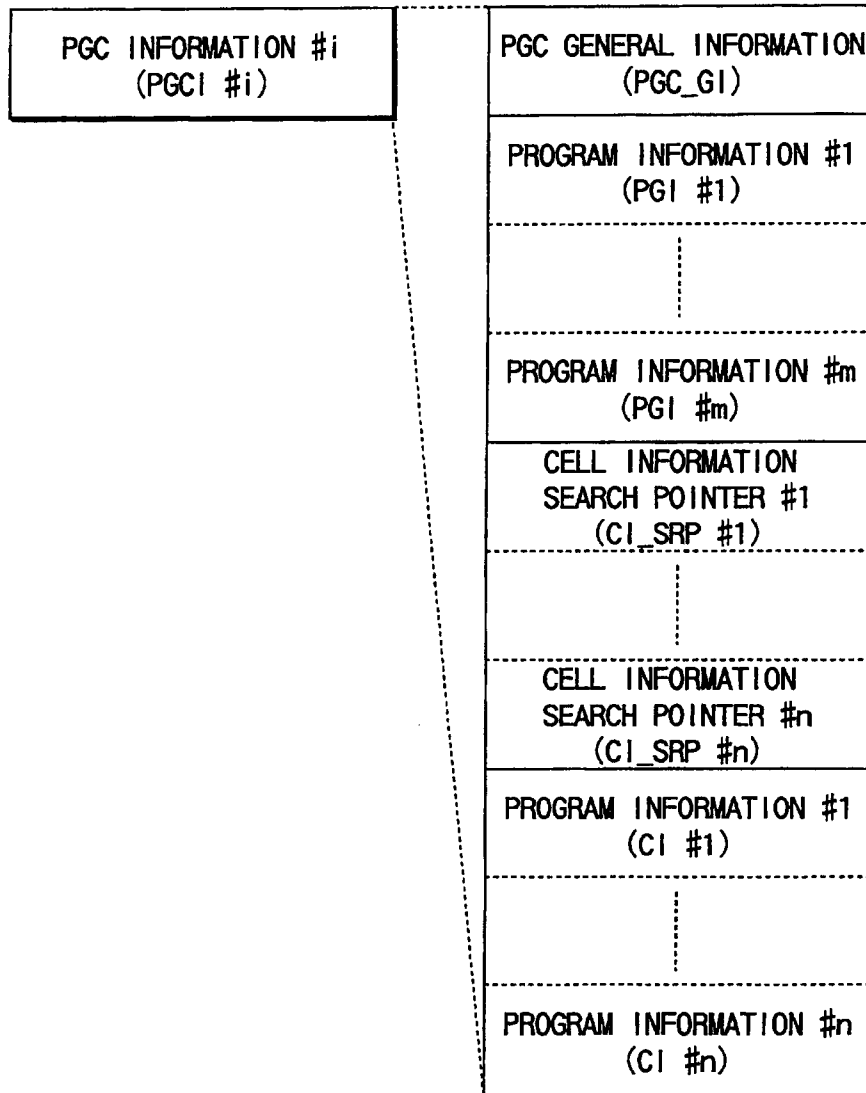 PGC INFORMATION #i
(PGCI #i)
PGC GENERAL INFORMATION
(PGC_GI)
PROGRAM INFORMATION #1
(PGI #1)
PROGRAM INFORMATION #m
(PGI #m)
CELL INFORMATION
SEARCH POINTER #1
(CI_SRP #1)
CELL INFORMATION
SEARCH POINTER #n
(CI_SRP #n)
PROGRAM INFORMATION #1
(CI #1)
PROGRAM INFORMATION #n
(CI #n)